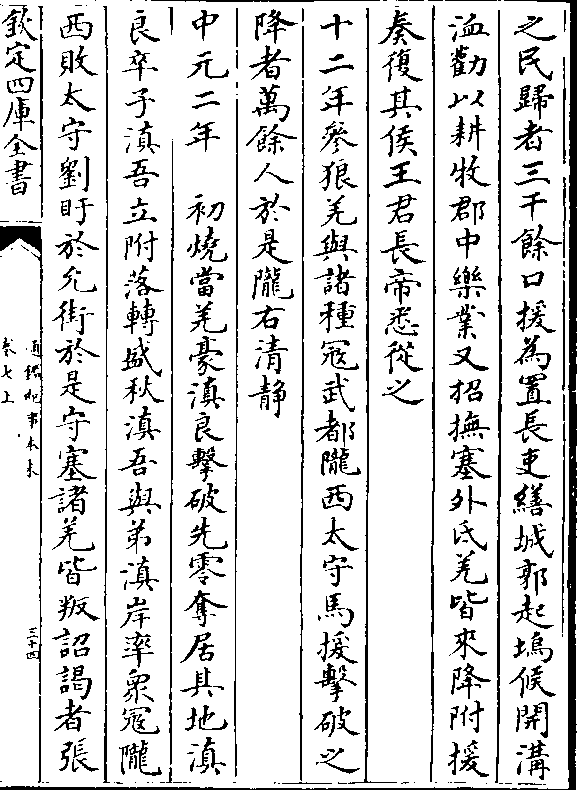 之民歸者三千餘口援為置長吏繕城郭起塢候開溝
洫勸以耕牧郡中樂業又招撫塞外氐羌皆來降附援
奏復其侯王君長帝悉從之
十二年參狼羌與諸種寇武都隴西太守馬援擊破之
降者萬餘人於是隴右清静
中元二年　初燒當羌豪滇良擊破先零奪居其地滇
良卒子滇吾立附落轉盛秋滇吾與弟滇岸率衆寇隴
西敗太守劉盱於允街於是守塞諸羌皆叛詔謁者張
欽定四庫全書
通鑑紀事本末
卷七上
三十四